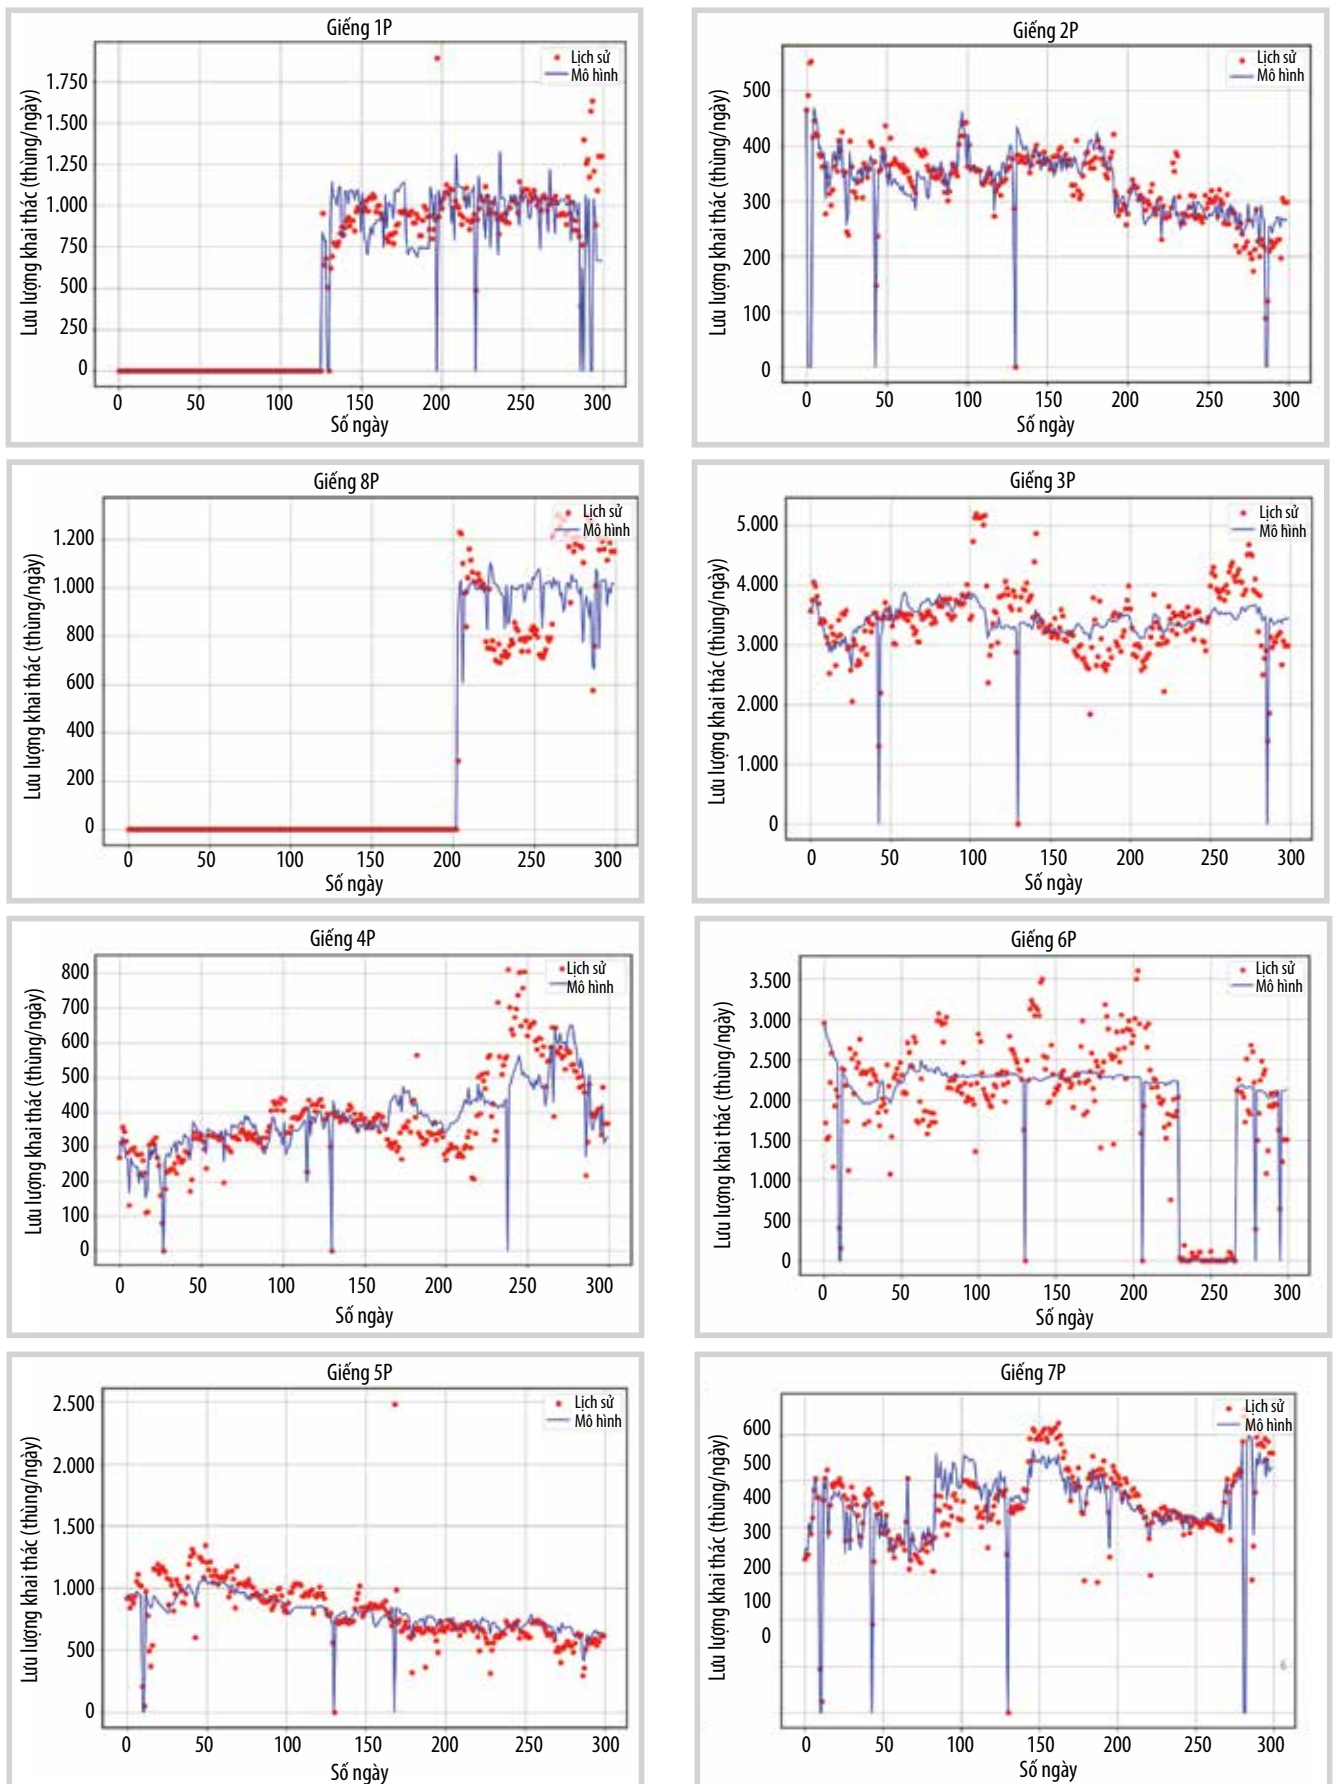 Giếng 1P
Lưu lượng khai thác (thùng/ngày)
Lịch sử
Mô hình
1.750
1.500
1.250
1.000
750
500
250
0
0 50 100 150 200 250 300
Số ngày
Giếng 2P
Lưu lượng khai thác (thùng/ngày)
Lịch sử
Mô hình
500
400
300
200
100
0
0 50 100 150 200 250 300
Số ngày
Giếng 8P
Lưu lượng khai thác (thùng/ngày)
Lịch sử
Mô hình
1.200
1.000
800
600
400
200
0
0 50 100 150 200 250 300
Số ngày
Giếng 3P
Lưu lượng khai thác (thùng/ngày)
Lịch sử
Mô hình
5.000
4.000
3.000
2.000
1.000
0
0 50 100 150 200 250 300
Số ngày
Giếng 4P
Lưu lượng khai thác (thùng/ngày)
Lịch sử
Mô hình
800
700
600
500
400
300
200
100
0
0 50 100 150 200 250 300
Số ngày
Giếng 6P
Lưu lượng khai thác (thùng/ngày)
Lịch sử
Mô hình
3.500
3.000
2.500
2.000
1.500
1.000
500
0
0 50 100 150 200 250 300
Số ngày
Giếng 5P
Lưu lượng khai thác (thùng/ngày)
Lịch sử
Mô hình
2.500
2.000
1.500
1.000
500
0
0 50 100 150 200 250 300
Số ngày
Giếng 7P
Lưu lượng khai thác (thùng/ngày)
Lịch sử
Mô hình
600
500
400
300
200
100
0
0 50 100 150 200 250 300
Số ngày